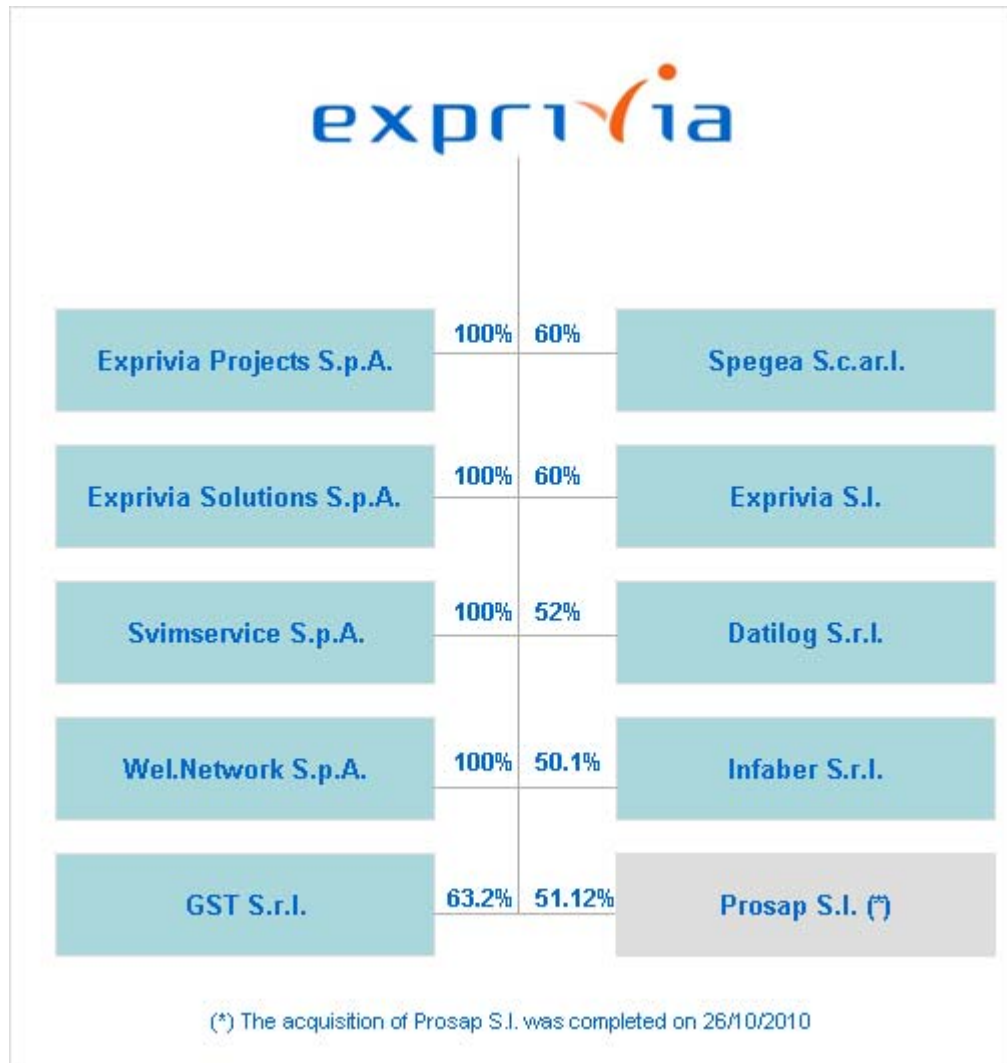 exprivia
Exprivia Projects S.p.A.
100%
60%
Spegea S.c.ar.l.
Exprivia Solutions S.p.A.
100%
60%
Exprivia S.l.
Svimservice S.p.A.
100%
52%
Datilog S.r.l.
Wel.Network S.p.A.
100%
50.1%
Infaber S.r.l.
GST S.r.l.
63.2%
51.12%
Prosap S.l. (*)
(*) The acquisition of Prosap S.l. was completed on 26/10/2010